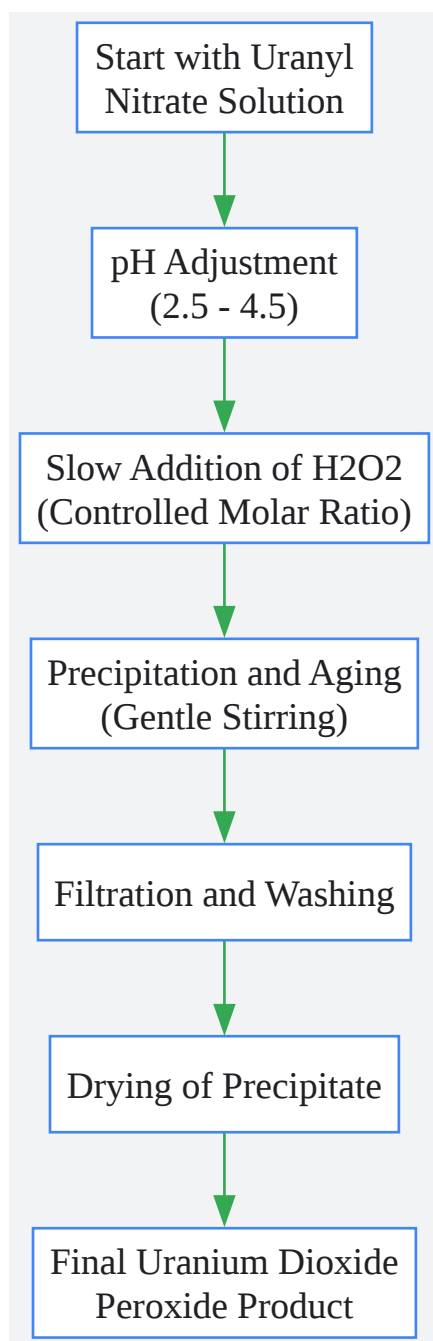 Start with Uranyl
Nitrate Solution
pH Adjustment
(2.5 - 4.5)
Slow Addition of H2O2
(Controlled Molar Ratio)
Precipitation and Aging
(Gentle Stirring)
Filtration and Washing
Drying of Precipitate
Final Uranium Dioxide
Peroxide Product